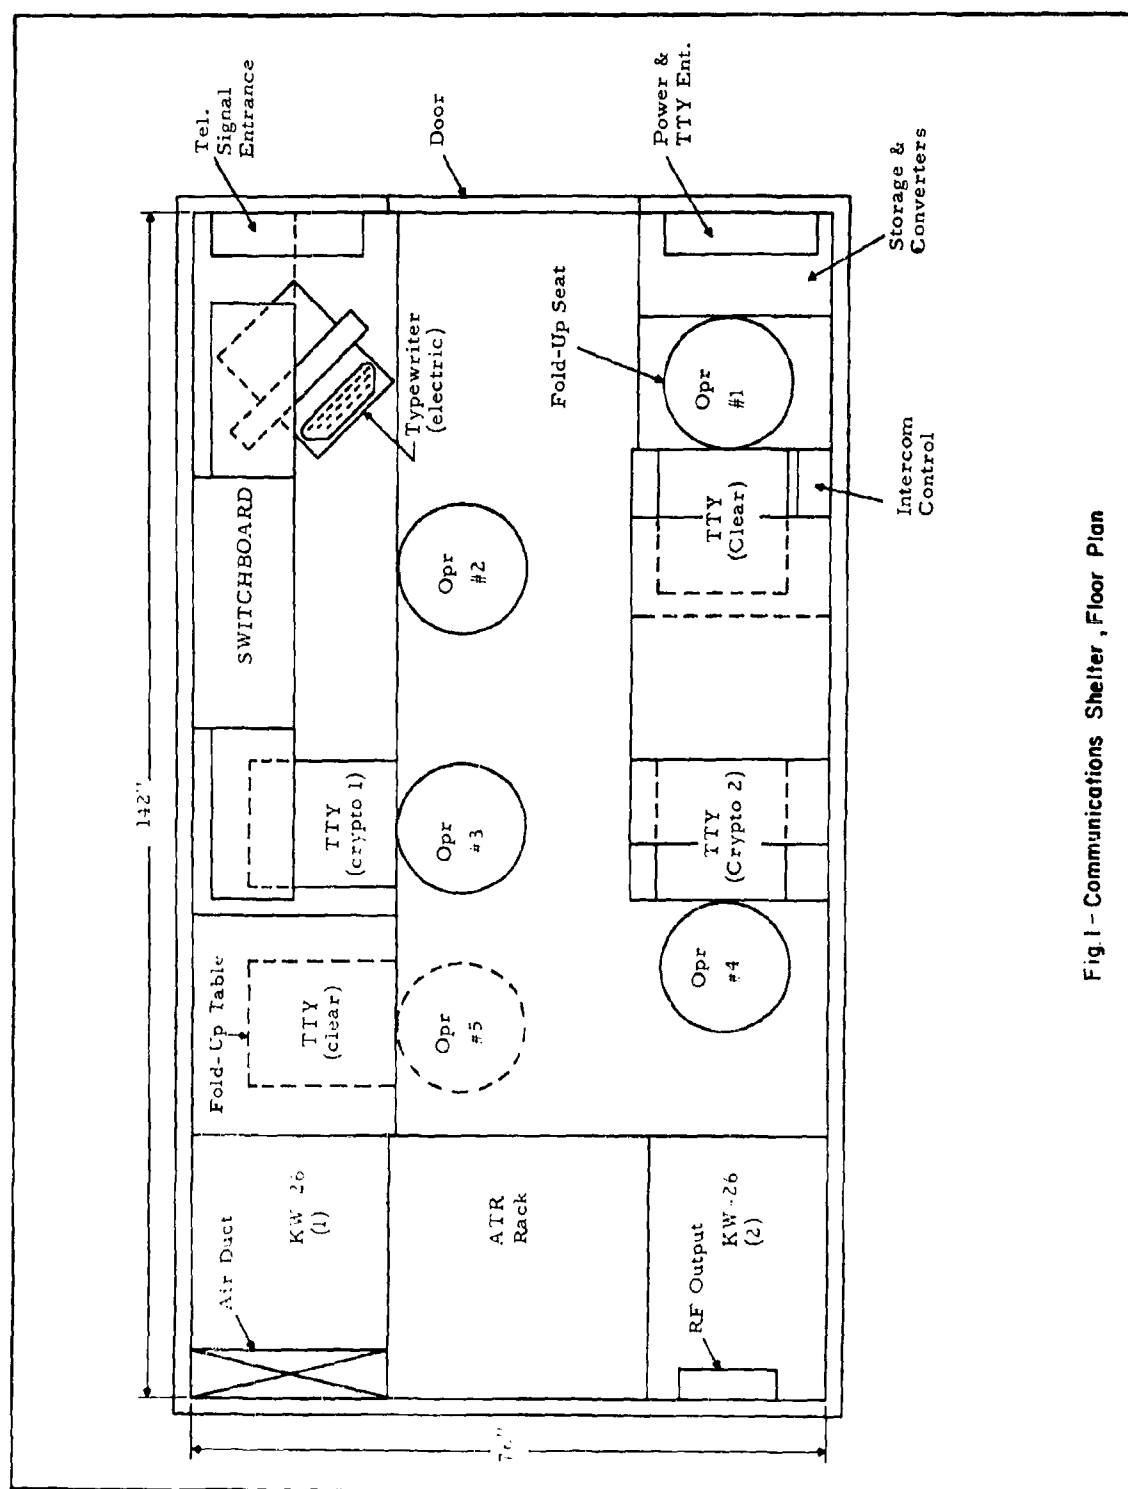 142"
Air Duct
Fold-Up Table
Tel.
Signal
Entrance
SWITCHBOARD
KW-26
(1)
TTY
(clear)
TTY
(crypto 1)
Typewriter
(electric)
Door
Opr
#5
Opr
#3
Opr
#2
ATR
Rack
Fold-Up Seat
Power &
TTY Ent.
RF Output
KW-26
(2)
Opr
#4
TTY
(Crypto 2)
TTY
(Clear)
Opr
#1
Intercom
Control
Storage &
Converters
Fig. 1 - Communications Shelter, Floor Plan